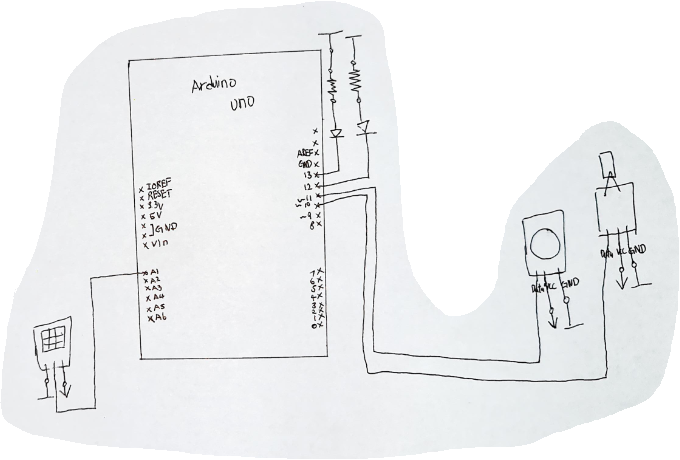 Arduino
uno
AREF
GND
13
12
~11
~10
~9
8
IOREF
RESET
3.3V
5V
GND
Vin
A1
A2
A3
A4
A5
A6
7
6
5
4
3
2
1
0
Data VCC GND
Data VCC GND